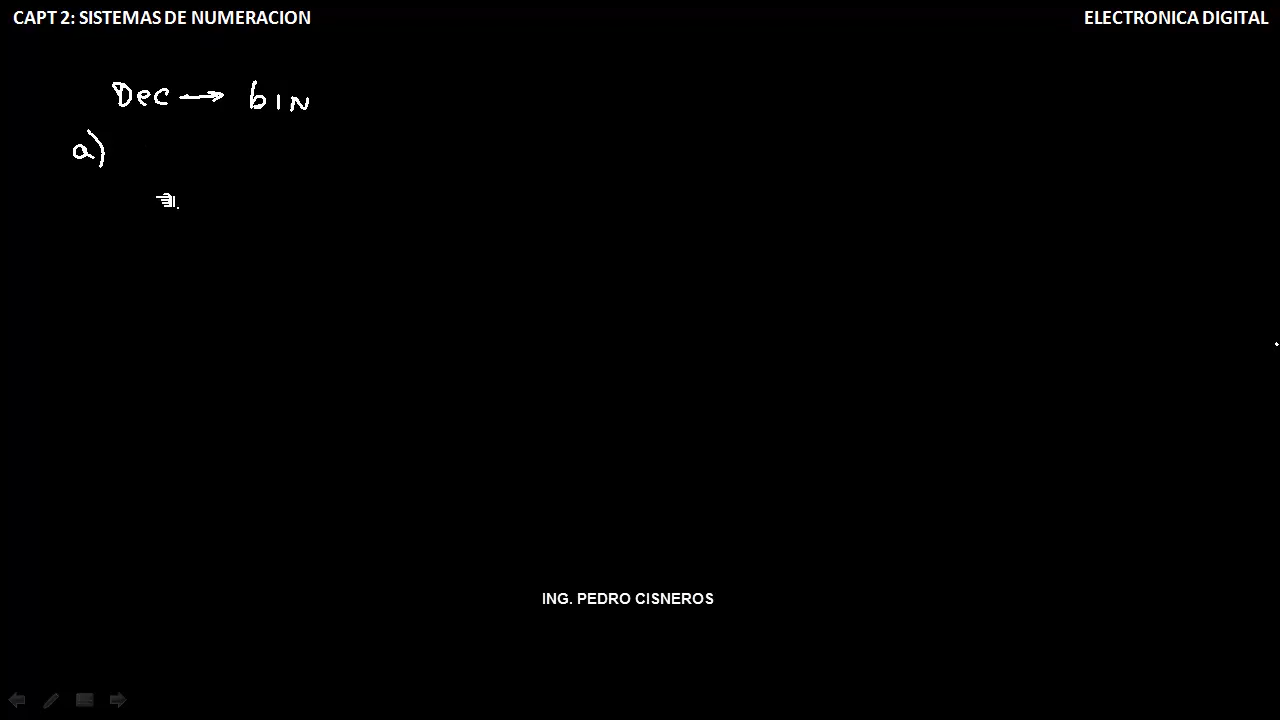 CAPT 2: SISTEMAS DE NUMERACION
ELECTRONICA DIGITAL
Dec → bIN
a)
ING. PEDRO CISNEROS